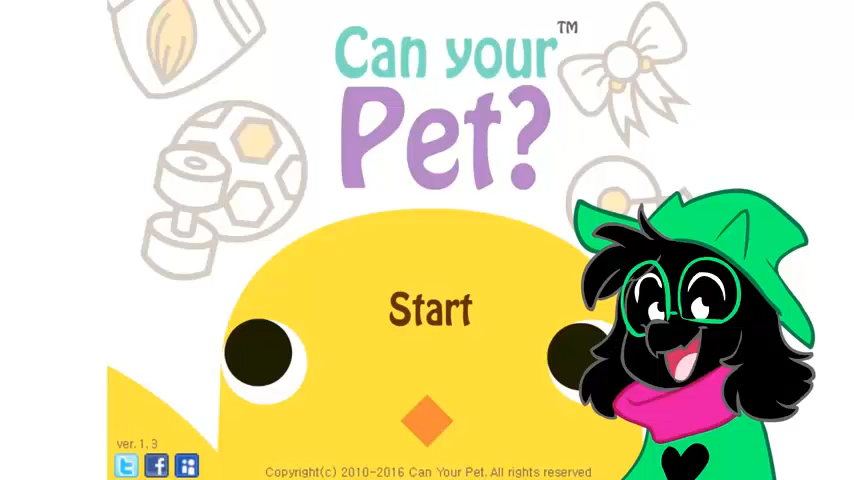 Can your™
Pet?
Start
ver. 1.3
Copyright(c) 2010-2016 Can Your Pet. All rights reserved